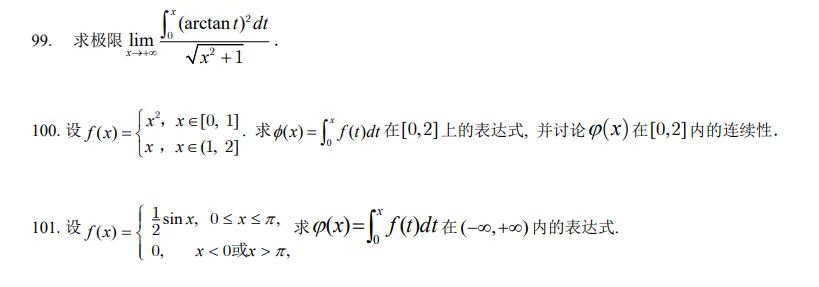 99. 求极限 $\lim\limits_{x\to+\infty}\dfrac{\int_0^x(\arctan t)^2dt}{\sqrt{x^2+1}}$.
100. 设 $f(x)=\begin{cases}x^2, & x\in[0, 1]\\ x, & x\in(1, 2]\end{cases}$. 求 $\phi(x)=\int_0^x f(t)dt$ 在 $[0,2]$ 上的表达式, 并讨论 $\varphi(x)$ 在 $[0,2]$ 内的连续性.
101. 设 $f(x)=\begin{cases}\frac{1}{2}\sin x, & 0\le x\le\pi,\\ 0, & x<0或x>\pi,\end{cases}$ 求 $\varphi(x)=\int_0^x f(t)dt$ 在 $(-\infty,+\infty)$ 内的表达式.